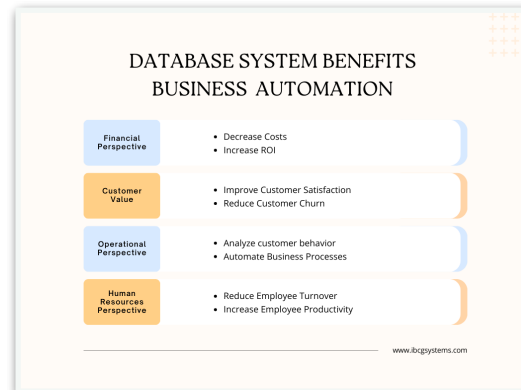 DATABASE SYSTEM BENEFITS
BUSINESS AUTOMATION
Financial
Perspective
• Decrease Costs
• Increase ROI
Customer
Value
• Improve Customer Satisfaction
• Reduce Customer Churn
Operational
Perspective
• Analyze customer behavior
• Automate Business Processes
Human
Resources
Perspective
• Reduce Employee Turnover
• Increase Employee Productivity
www.ibcgsystems.com